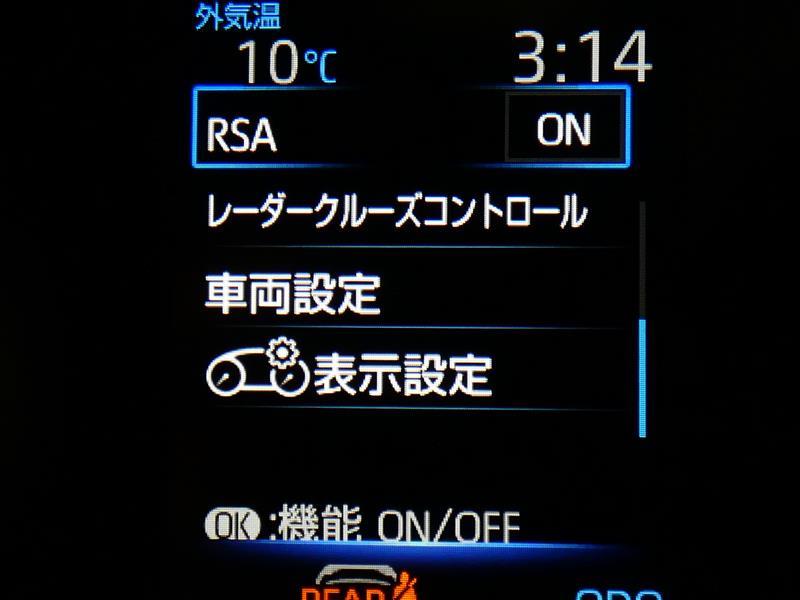 外気温
10℃ 3:14
RSA ON
レーダークルーズコントロール
車両設定
表示設定
OK:機能 ON/OFF
REAR